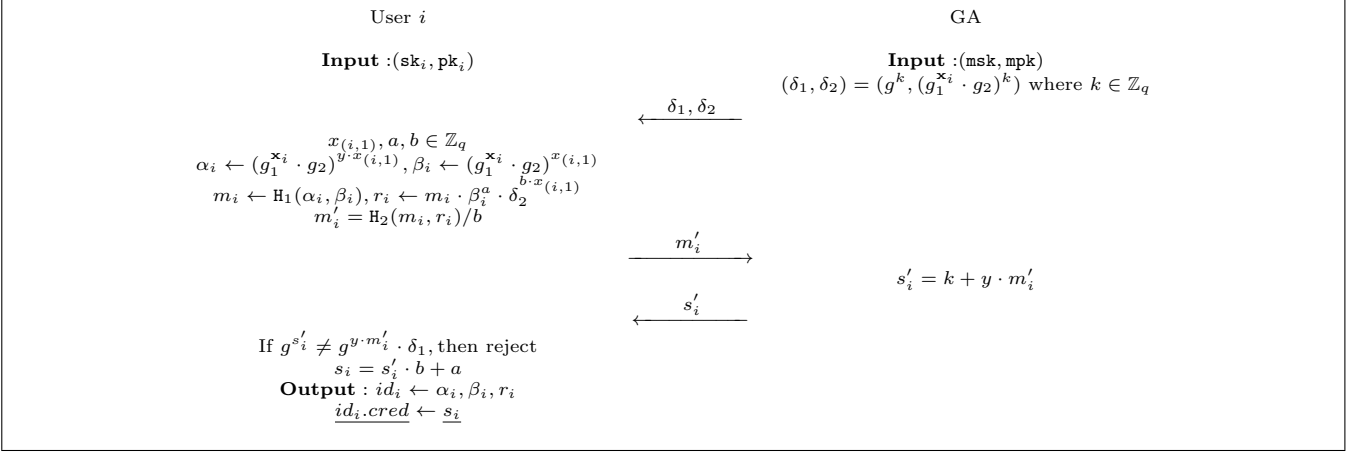 User i GA
Input :(sk_i, pk_i) Input :(msk, mpk)
(δ_1, δ_2) = (g^k, (g_1^{x_i} · g_2)^k) where k ∈ ℤ_q
δ_1, δ_2
x_{(i,1)}, a, b ∈ ℤ_q
α_i ← (g_1^{x_i} · g_2)^{y·x_{(i,1)}}, β_i ← (g_1^{x_i} · g_2)^{x_{(i,1)}}
m_i ← H_1(α_i, β_i), r_i ← m_i · β_i^a · δ_2^{b·x_{(i,1)}}
m'_i = H_2(m_i, r_i)/b
m'_i
s'_i = k + y · m'_i
s'_i
If g^{s'_i} ≠ g^{y·m'_i} · δ_1, then reject
s_i = s'_i · b + a
Output : id_i ← α_i, β_i, r_i
id_i.cred ← s_i